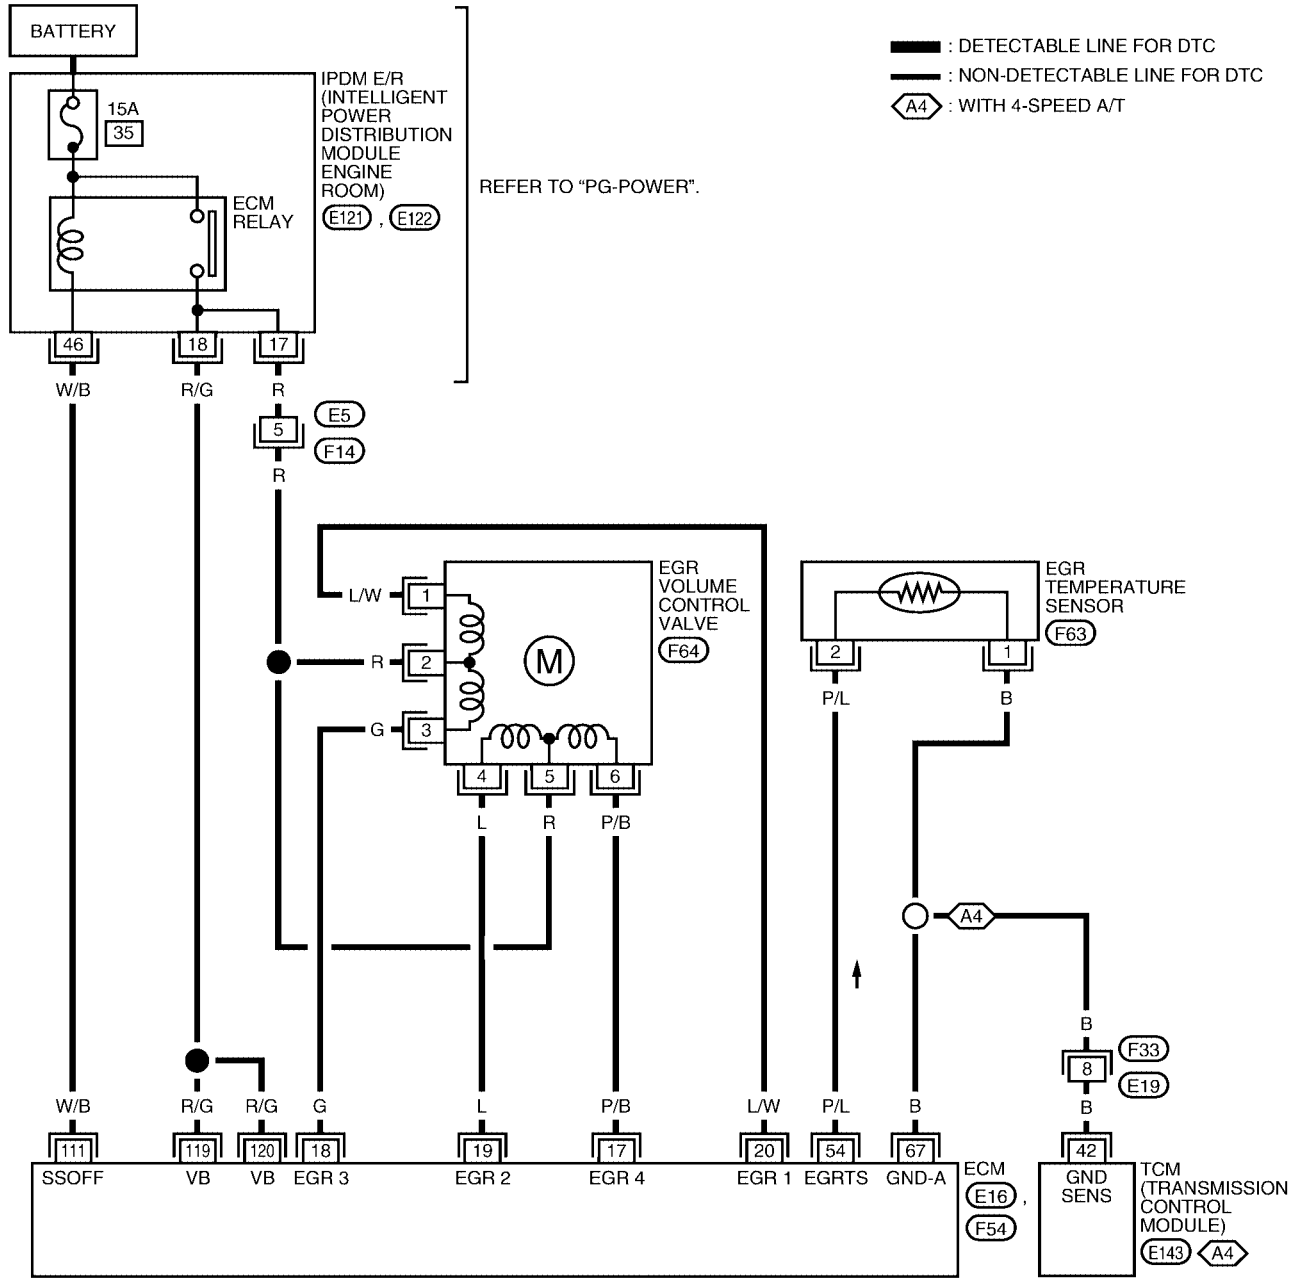 BATTERY
: DETECTABLE LINE FOR DTC
: NON-DETECTABLE LINE FOR DTC
A4 : WITH 4-SPEED A/T
IPDM E/R
(INTELLIGENT
POWER
DISTRIBUTION
MODULE
ENGINE
ROOM)
E121 , E122
15A
35
REFER TO “PG-POWER”.
ECM
RELAY
46 18 17
W/B R/G R
5
E5
F14
R
EGR
VOLUME
CONTROL
VALVE
F64
L/W 1
R 2
G 3
M
4 5 6
L R P/B
EGR
TEMPERATURE
SENSOR
F63
2 1
P/L B
A4
B
8
F33
E19
B
W/B R/G R/G G L P/B L/W P/L B
111 119 120 18 19 17 20 54 67 42
SSOFF VB VB EGR 3 EGR 2 EGR 4 EGR 1 EGRTS GND-A
ECM
E16 ,
F54
GND
SENS
TCM
(TRANSMISSION
CONTROL
MODULE)
E143 A4